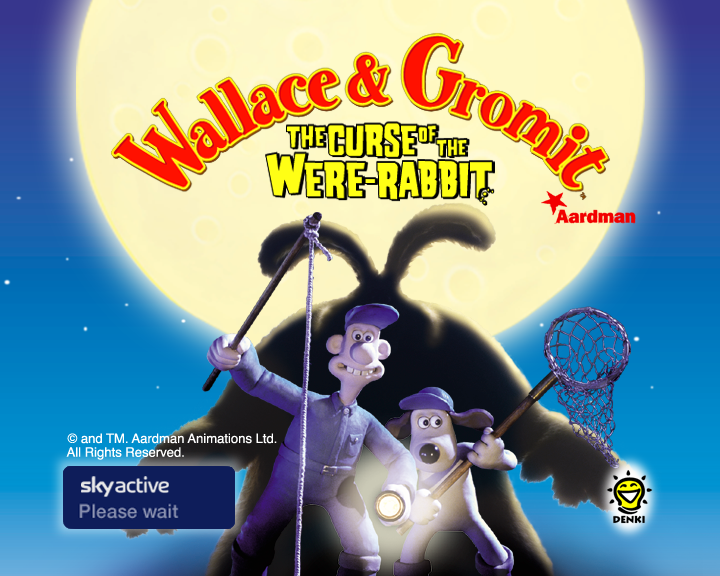 Wallace & Gromit
THE CURSE OF THE
WERE-RABBIT
Aardman
© and TM. Aardman Animations Ltd.
All Rights Reserved.
sky active
Please wait
DENKI